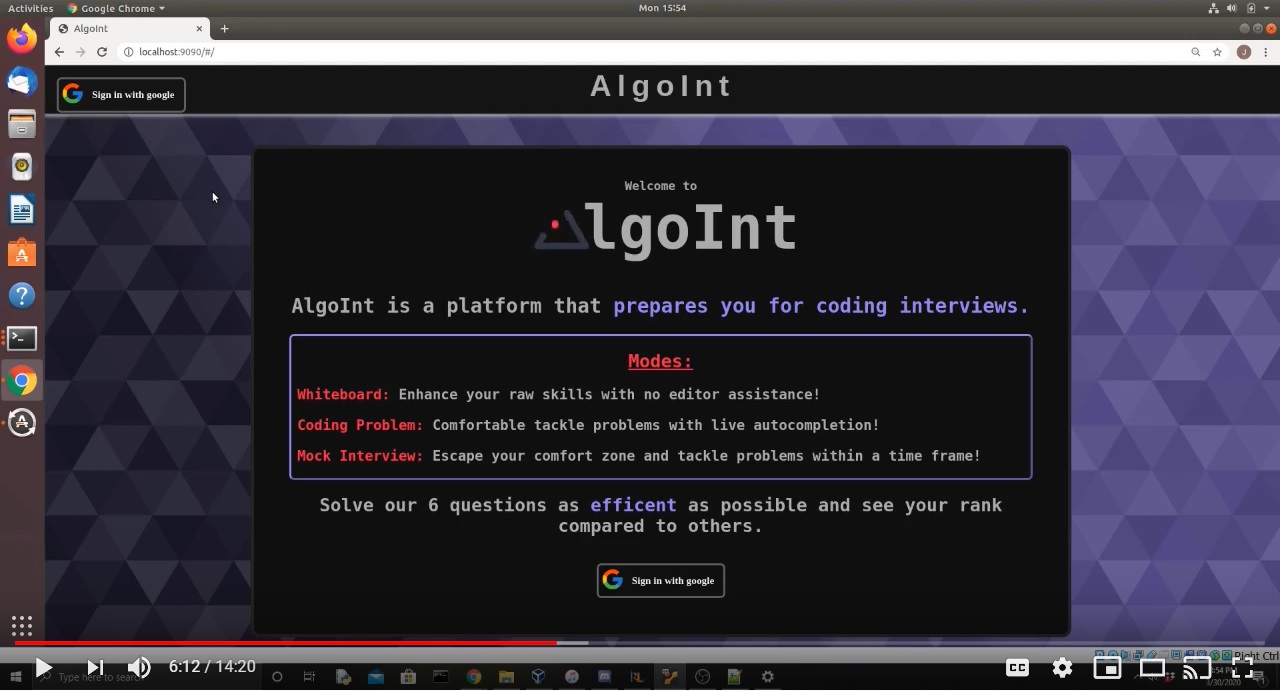 Activities Google Chrome Mon 15:54
AlgoInt
localhost:9090/#/ J
Sign in with google AlgoInt
Welcome to
lgoInt
AlgoInt is a platform that prepares you for coding interviews.
Modes:
Whiteboard: Enhance your raw skills with no editor assistance!
Coding Problem: Comfortable tackle problems with live autocompletion!
Mock Interview: Escape your comfort zone and tackle problems within a time frame!
Solve our 6 questions as efficent as possible and see your rank
compared to others.
Sign in with google
Right Ctrl
6:12 / 14:20 CC
Type here to search
3/30/2020